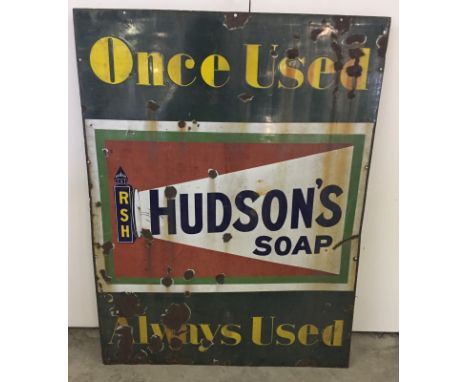 Once Used
RSH
HUDSON'S
SOAP
Always Used